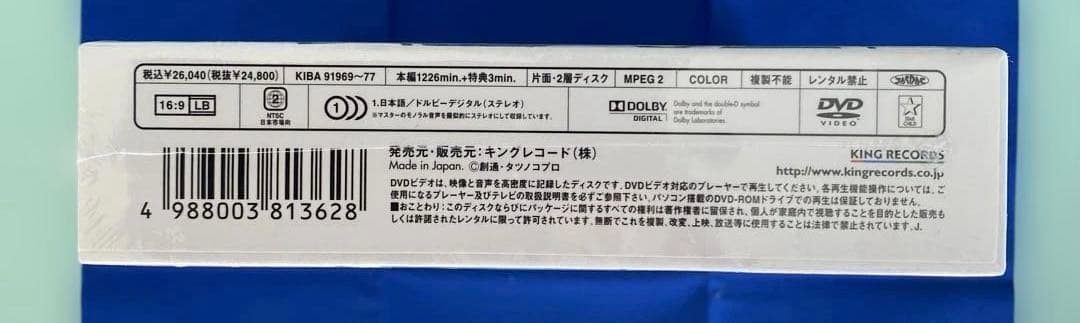 税込¥26,040(税抜¥24,800) KIBA 91969〜77 本編1226min.+特典3min. 片面・2層ディスク MPEG 2 COLOR 複製不能 レンタル禁止
16:9 LB 2 NTSC 日本市場向 1 1.日本語／ドルビーデジタル(ステレオ) DOLBY DIGITAL Dolby and the double-D symbol are trademarks of Dolby Laboratories. DVD VIDEO STAR CHILD
※マスターのモノラル音声を擬似的にステレオにして収録しています。
発売元・販売元：キングレコード(株) KING RECORDS
Made in Japan. ©創通・タツノコプロ http://www.kingrecords.co.jp
DVDビデオは、映像と音声を高密度に記録したディスクです。DVDビデオ対応のプレーヤーで再生してください。各再生機能操作については、ご
使用になるプレーヤー及びテレビの取扱説明書を必ずご参照下さい。パソコン搭載のDVD-ROMドライブでの再生は保証しておりません。
■おことわり：このディスクならびにパッケージに関するすべての権利は著作権者に留保され、個人が家庭内で視聴することを目的とした販売も
しくは許諾されたレンタルに限って許可されています。無断でこれを複製、改変、上映、放送等に使用することは法律で禁止されています。J.
4 988003 813628